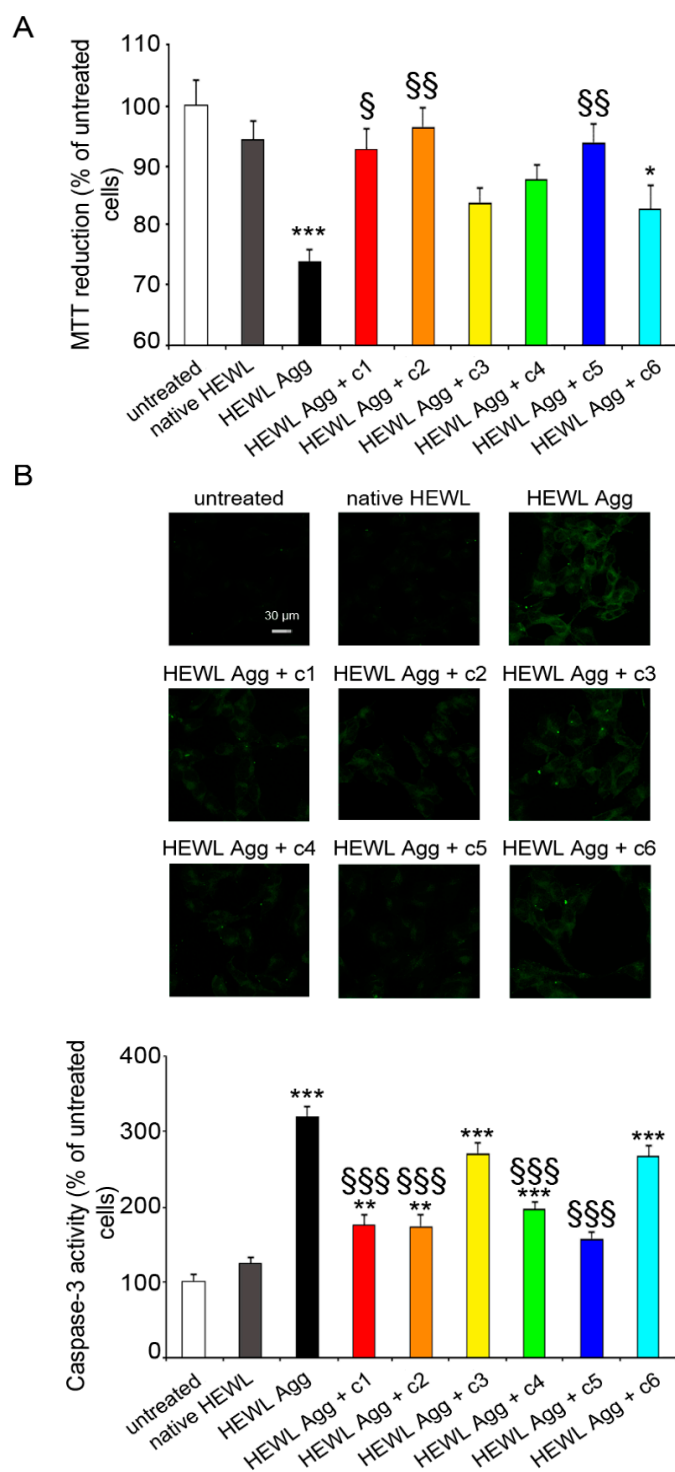 A
MTT reduction (% of untreated
cells)
110
100
90
80
70
60
***
§
§§
§§
*
untreated
native HEWL
HEWL Agg
HEWL Agg + c1
HEWL Agg + c2
HEWL Agg + c3
HEWL Agg + c4
HEWL Agg + c5
HEWL Agg + c6
B
untreated native HEWL HEWL Agg
30 µm
HEWL Agg + c1 HEWL Agg + c2 HEWL Agg + c3
HEWL Agg + c4 HEWL Agg + c5 HEWL Agg + c6
Caspase-3 activity (% of untreated
cells)
400
300
200
100
0
***
§§§
**
§§§
**
***
§§§
***
§§§
***
untreated
native HEWL
HEWL Agg
HEWL Agg + c1
HEWL Agg + c2
HEWL Agg + c3
HEWL Agg + c4
HEWL Agg + c5
HEWL Agg + c6